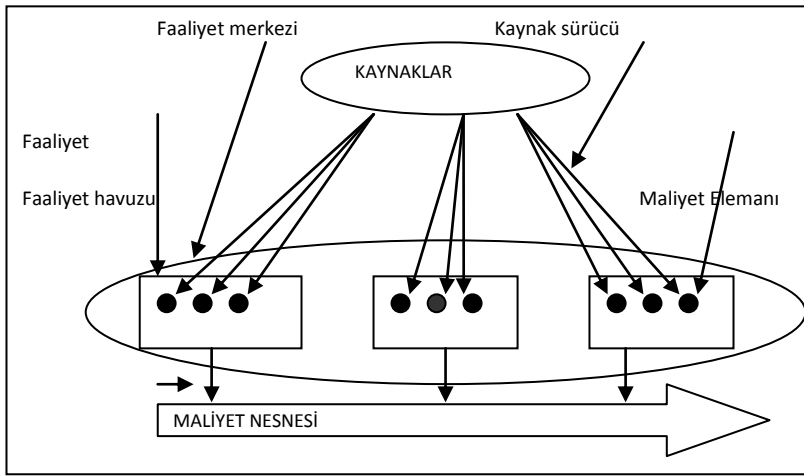 Faaliyet merkezi
Kaynak sürücü
KAYNAKLAR
Faaliyet
Faaliyet havuzu
Maliyet Elemanı
MALİYET NESNESİ